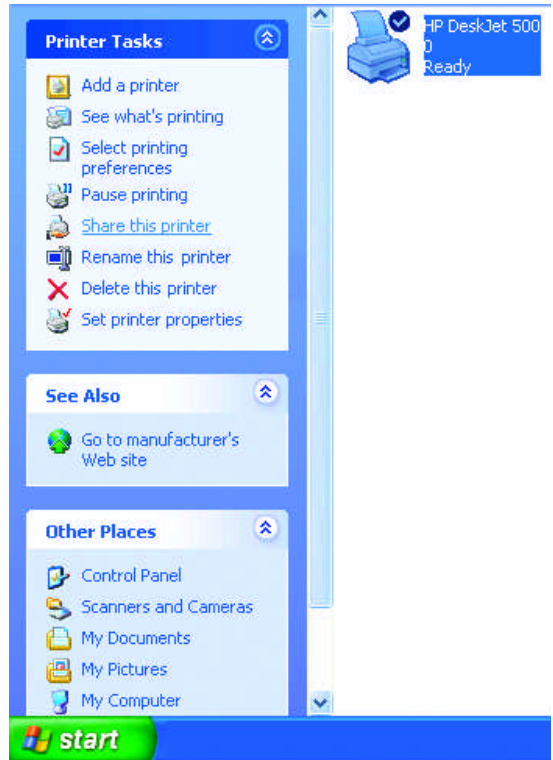 Printer Tasks
Add a printer
See what's printing
Select printing
preferences
Pause printing
Share this printer
Rename this printer
Delete this printer
Set printer properties
See Also
Go to manufacturer's
Web site
Other Places
Control Panel
Scanners and Cameras
My Documents
My Pictures
My Computer
HP DeskJet 500
0
Ready
start